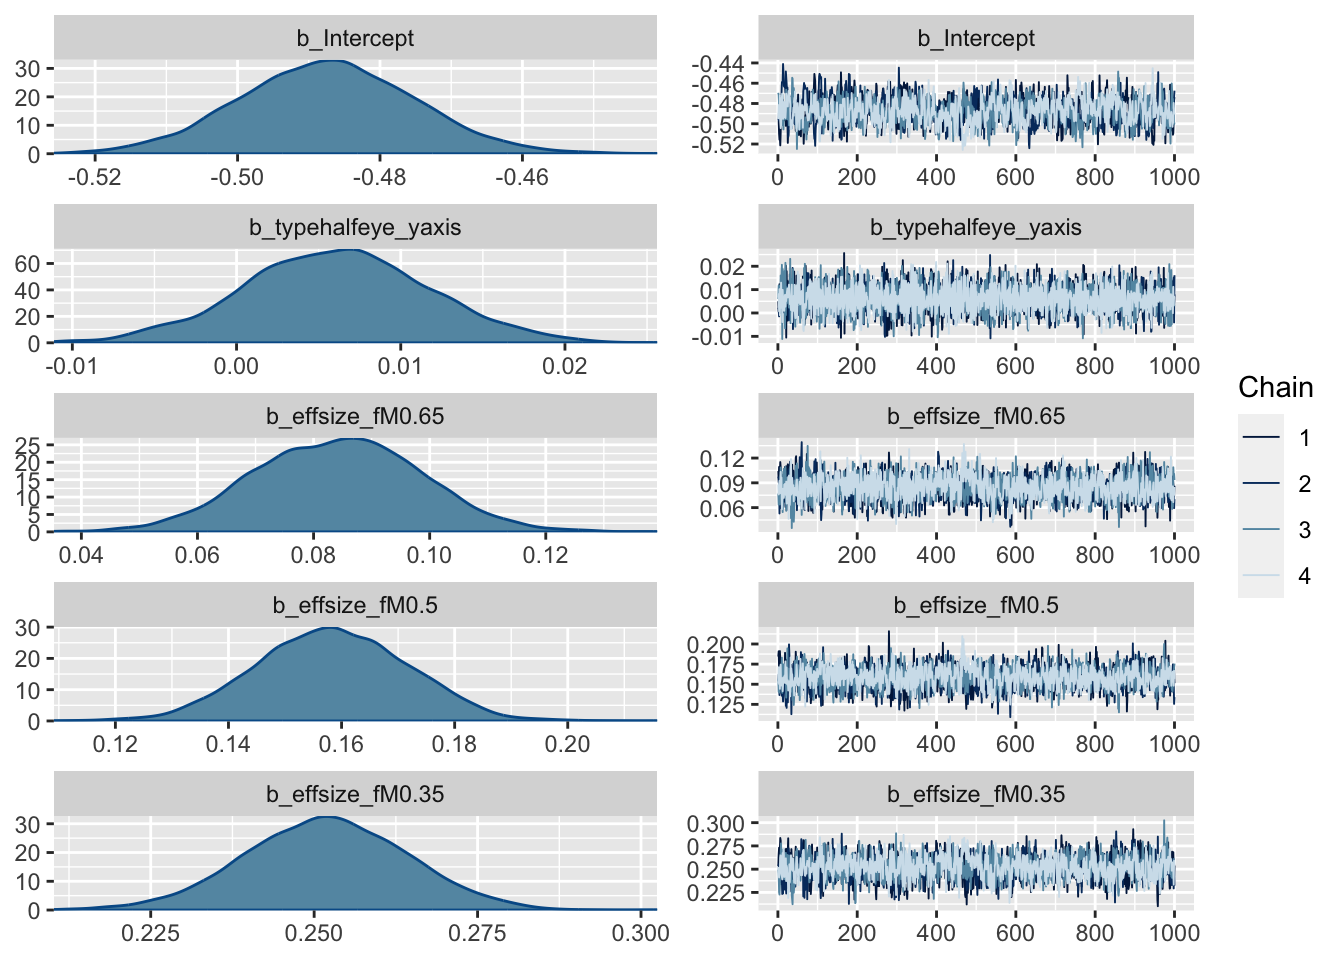 b_Intercept
30
20
10
0
-0.52 -0.50 -0.48 -0.46
b_Intercept
-0.44
-0.46
-0.48
-0.50
-0.52
0 200 400 600 800 1000
b_typehalfeye_yaxis
60
40
20
0
-0.01 0.00 0.01 0.02
b_typehalfeye_yaxis
0.02
0.01
0.00
-0.01
0 200 400 600 800 1000
b_effsize_fM0.65
25
20
15
10
5
0
0.04 0.06 0.08 0.10 0.12
b_effsize_fM0.65
0.12
0.09
0.06
0 200 400 600 800 1000
b_effsize_fM0.5
30
20
10
0
0.12 0.14 0.16 0.18 0.20
b_effsize_fM0.5
0.200
0.175
0.150
0.125
0 200 400 600 800 1000
b_effsize_fM0.35
30
20
10
0
0.225 0.250 0.275 0.300
b_effsize_fM0.35
0.300
0.275
0.250
0.225
0 200 400 600 800 1000
Chain
1
2
3
4